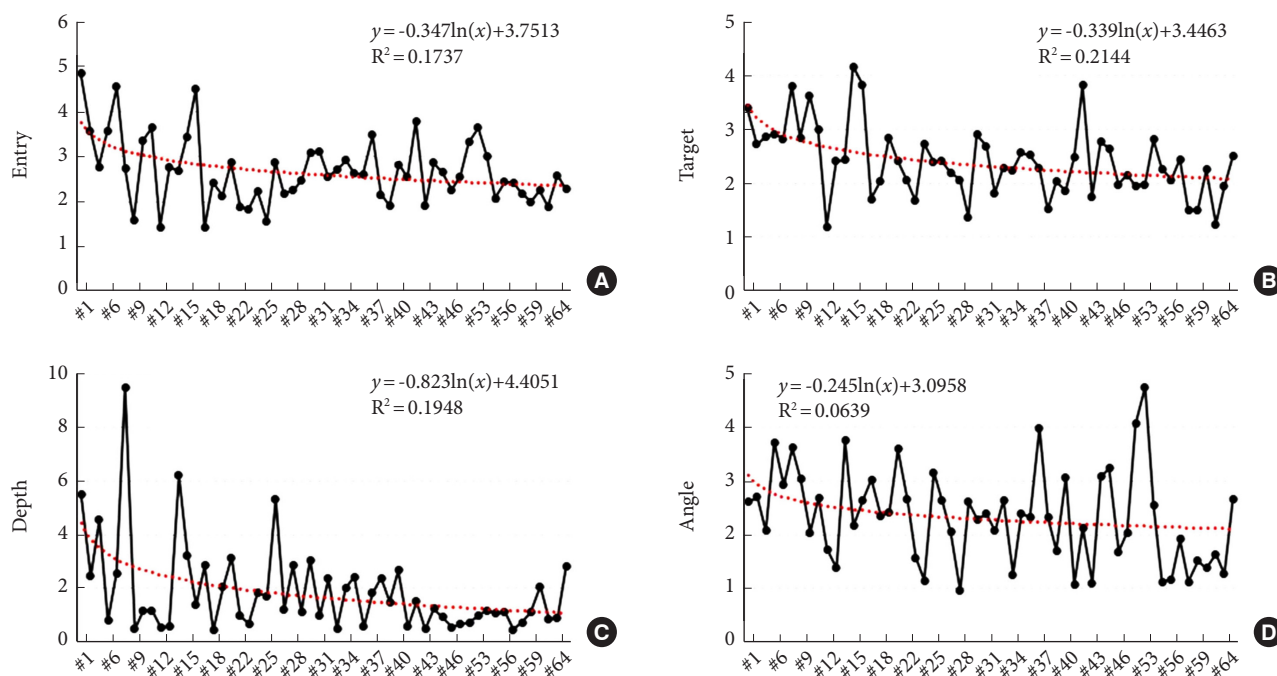 6
5
4
3
2
1
0
Entry
y = -0.347ln(x)+3.7513
R² = 0.1737
#1 #6 #9 #12 #15 #18 #22 #25 #28 #31 #34 #37 #40 #43 #46 #53 #56 #59 #64
A
5
4
3
2
1
0
Target
y = -0.339ln(x)+3.4463
R² = 0.2144
#1 #6 #9 #12 #15 #18 #22 #25 #28 #31 #34 #37 #40 #43 #46 #53 #56 #59 #64
B
10
8
6
4
2
0
Depth
y = -0.823ln(x)+4.4051
R² = 0.1948
#1 #6 #9 #12 #15 #18 #22 #25 #28 #31 #34 #37 #40 #43 #46 #53 #56 #59 #64
C
5
4
3
2
1
0
Angle
y = -0.245ln(x)+3.0958
R² = 0.0639
#1 #6 #9 #12 #15 #18 #22 #25 #28 #31 #34 #37 #40 #43 #46 #53 #56 #59 #64
D